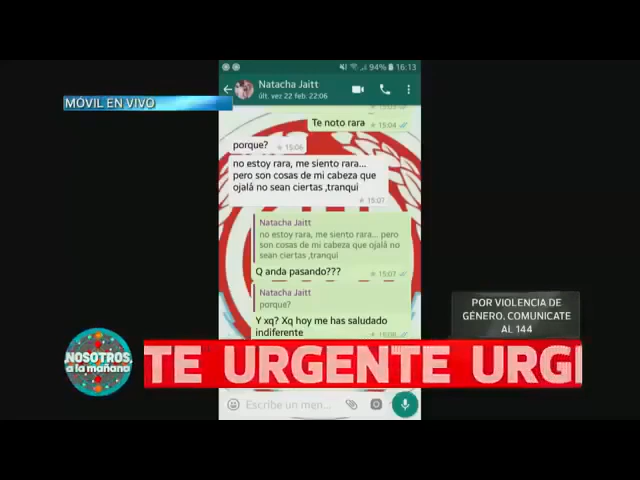 94% 16:13
Natacha Jaitt
últ. vez 22 feb. 22:06
MÓVIL EN VIVO
Te noto rara
15:04
porque?
15:06
no estoy rara, me siento rara...
pero son cosas de mi cabeza que
ojalá no sean ciertas ,tranqui
15:07
Natacha Jaitt
no estoy rara, me siento rara... pero
son cosas de mi cabeza que ojalá no
sean ciertas ,tranqui
Q anda pasando???
15:07
Natacha Jaitt
porque?
Y xq? Xq hoy me has saludado
indiferente
15:08
POR VIOLENCIA DE
GÉNERO, COMUNICATE
AL 144
NOSOTROS
a la mañana
TE URGENTE URG
Escribe un men...